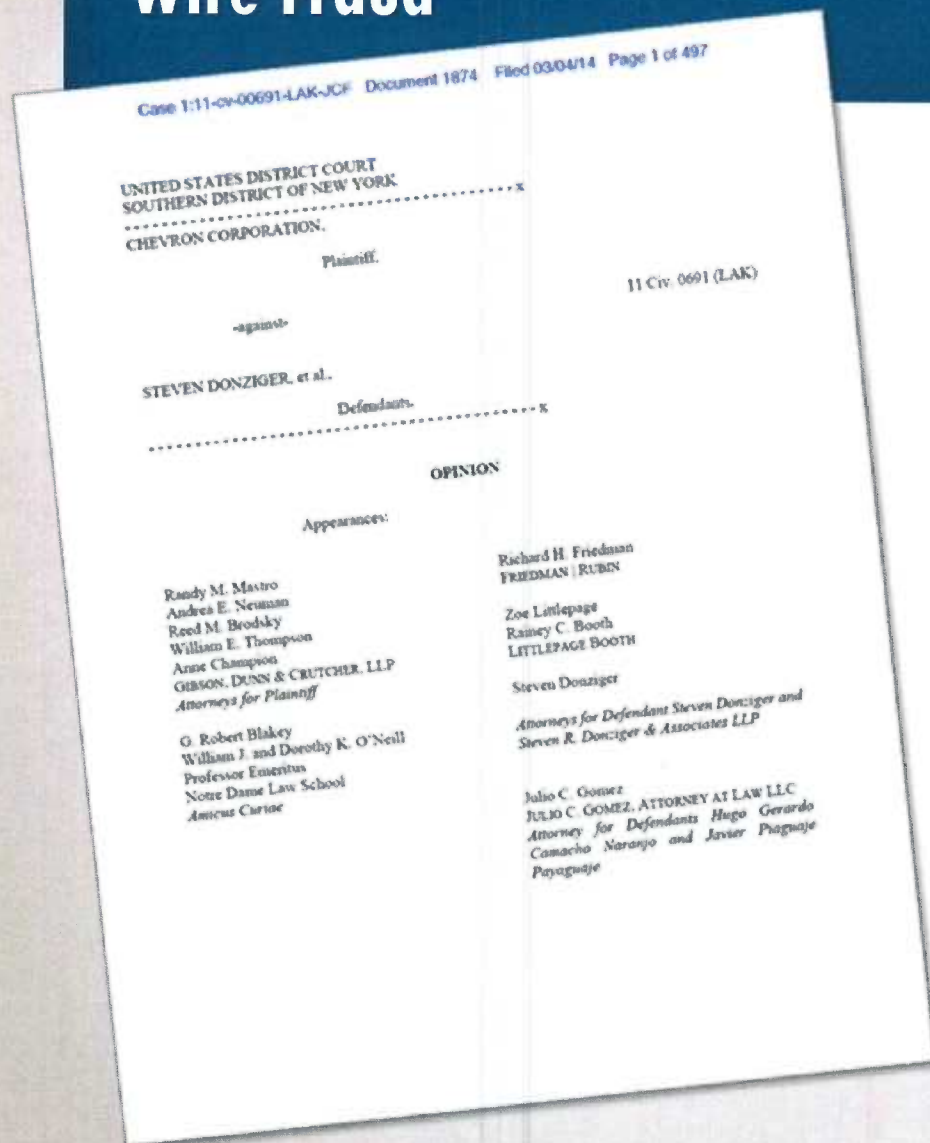 Wire Fraud
Case 1:11-cv-00691-LAK-JCF Document 1874 Filed 03/04/14 Page 1 of 497
UNITED STATES DISTRICT COURT
SOUTHERN DISTRICT OF NEW YORK
- - - - - - - - - - - - - - - - - - - - - - - - - - - - - - - - - - - - - - x
CHEVRON CORPORATION,
Plaintiff,
11 Civ. 0691 (LAK)
-against-
STEVEN DONZIGER, et al.,
Defendants.
- - - - - - - - - - - - - - - - - - - - - - - - - - - - - - - - - - - - - - x
OPINION
Appearances:
Randy M. Mastro
Andrea E. Neuman
Reed M. Brodsky
William E. Thompson
Anne Champion
GIBSON, DUNN & CRUTCHER, LLP
Attorneys for Plaintiff
G. Robert Blakey
William J. and Dorothy K. O'Neill
Professor Emeritus
Notre Dame Law School
Amicus Curiae
Richard H. Friedman
FRIEDMAN | RUBIN
Zoe Littlepage
Rainey C. Booth
LITTLEPAGE BOOTH
Steven Donziger
Attorneys for Defendant Steven Donziger and
Steven R. Donziger & Associates LLP
Julio C. Gomez
JULIO C. GOMEZ, ATTORNEY AT LAW LLC
Attorney for Defendants Hugo Gerardo
Camacho Naranjo and Javier Piaguaje
Payaguaje